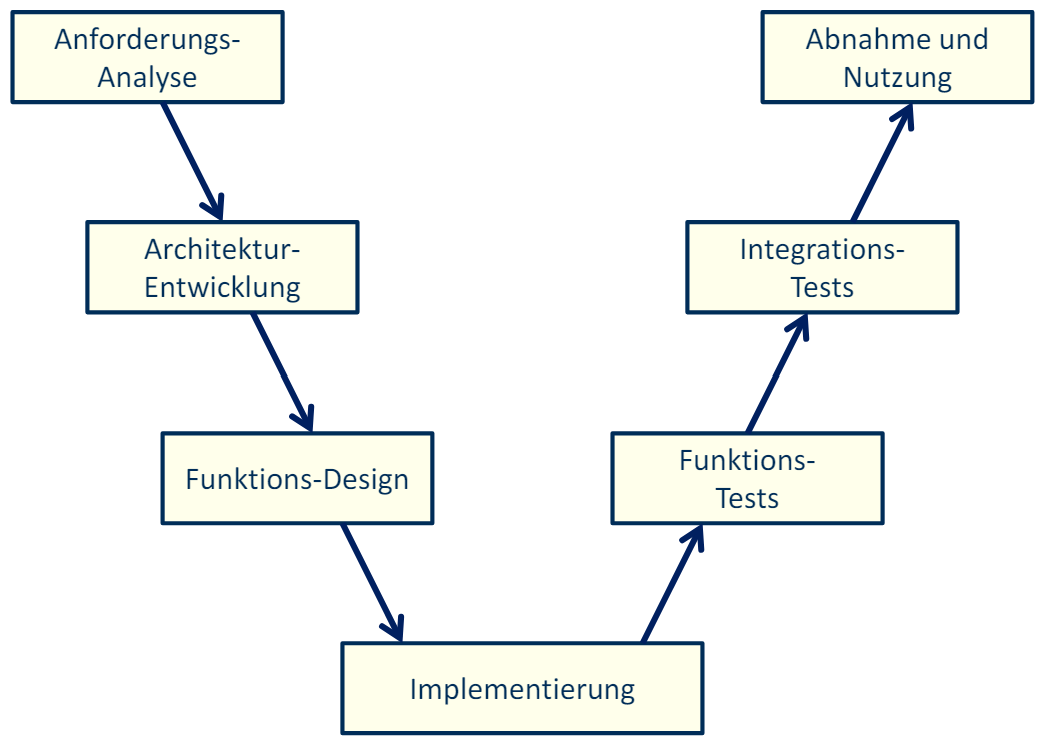 Anforderungs-
Analyse
Abnahme und
Nutzung
Architektur-
Entwicklung
Integrations-
Tests
Funktions-Design
Funktions-
Tests
Implementierung